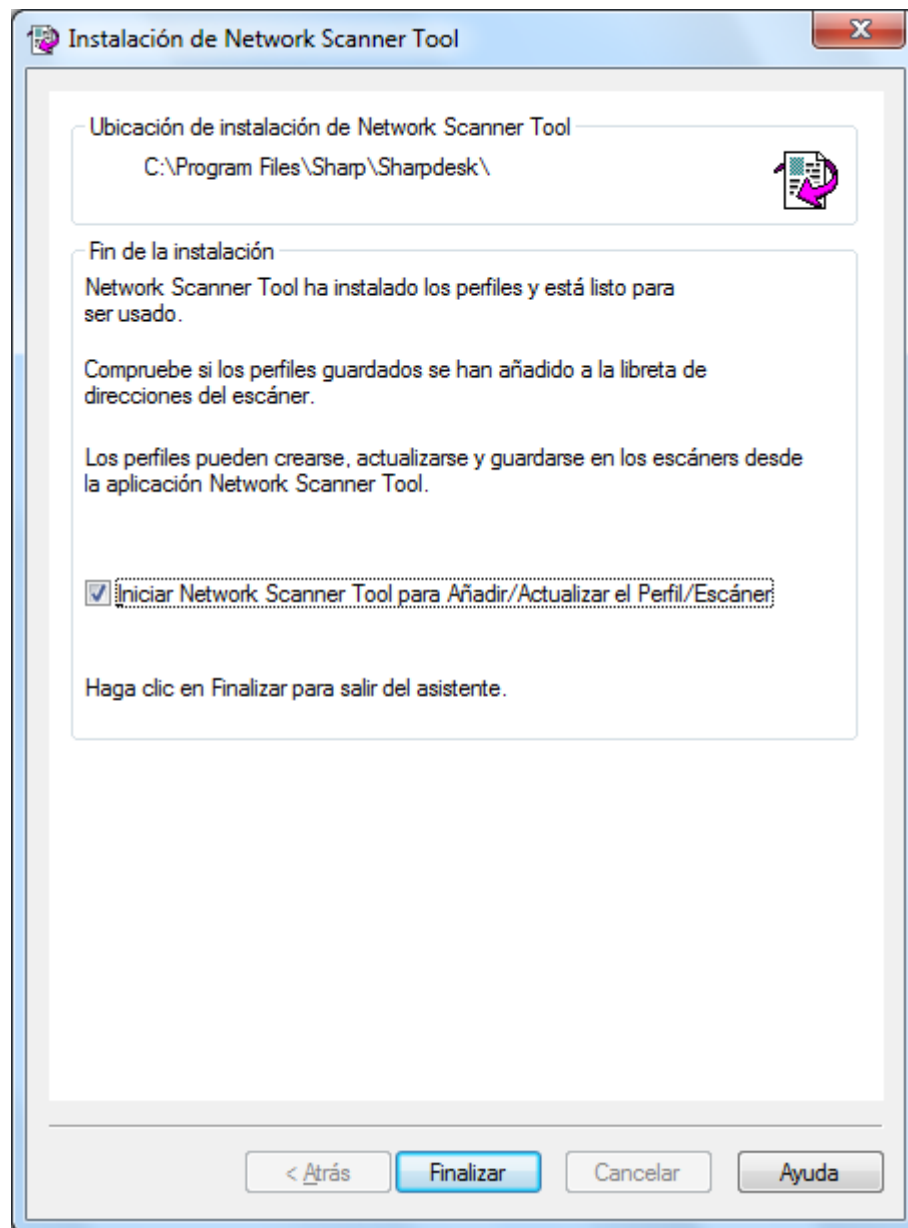 Instalación de Network Scanner Tool
Ubicación de instalación de Network Scanner Tool
C:\Program Files\Sharp\Sharpdesk\
Fin de la instalación
Network Scanner Tool ha instalado los perfiles y está listo para
ser usado.
Compruebe si los perfiles guardados se han añadido a la libreta de
direcciones del escáner.
Los perfiles pueden crearse, actualizarse y guardarse en los escáners desde
la aplicación Network Scanner Tool.
Iniciar Network Scanner Tool para Añadir/Actualizar el Perfil/Escáner
Haga clic en Finalizar para salir del asistente.
< Atrás Finalizar Cancelar Ayuda